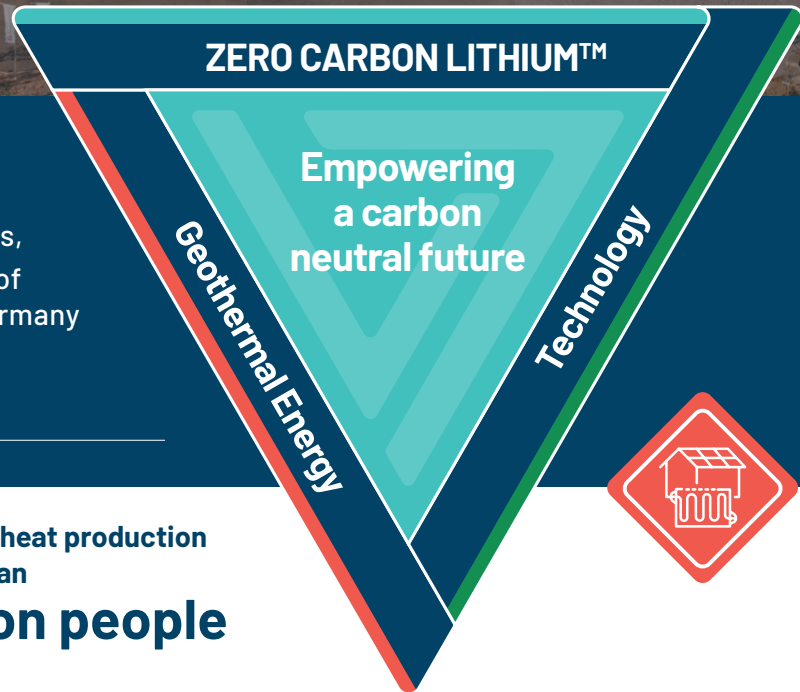 ZERO CARBON LITHIUM™
Empowering
a carbon
neutral future
Geothermal Energy
Technology
s,
of
rmany
heat production
an
on people